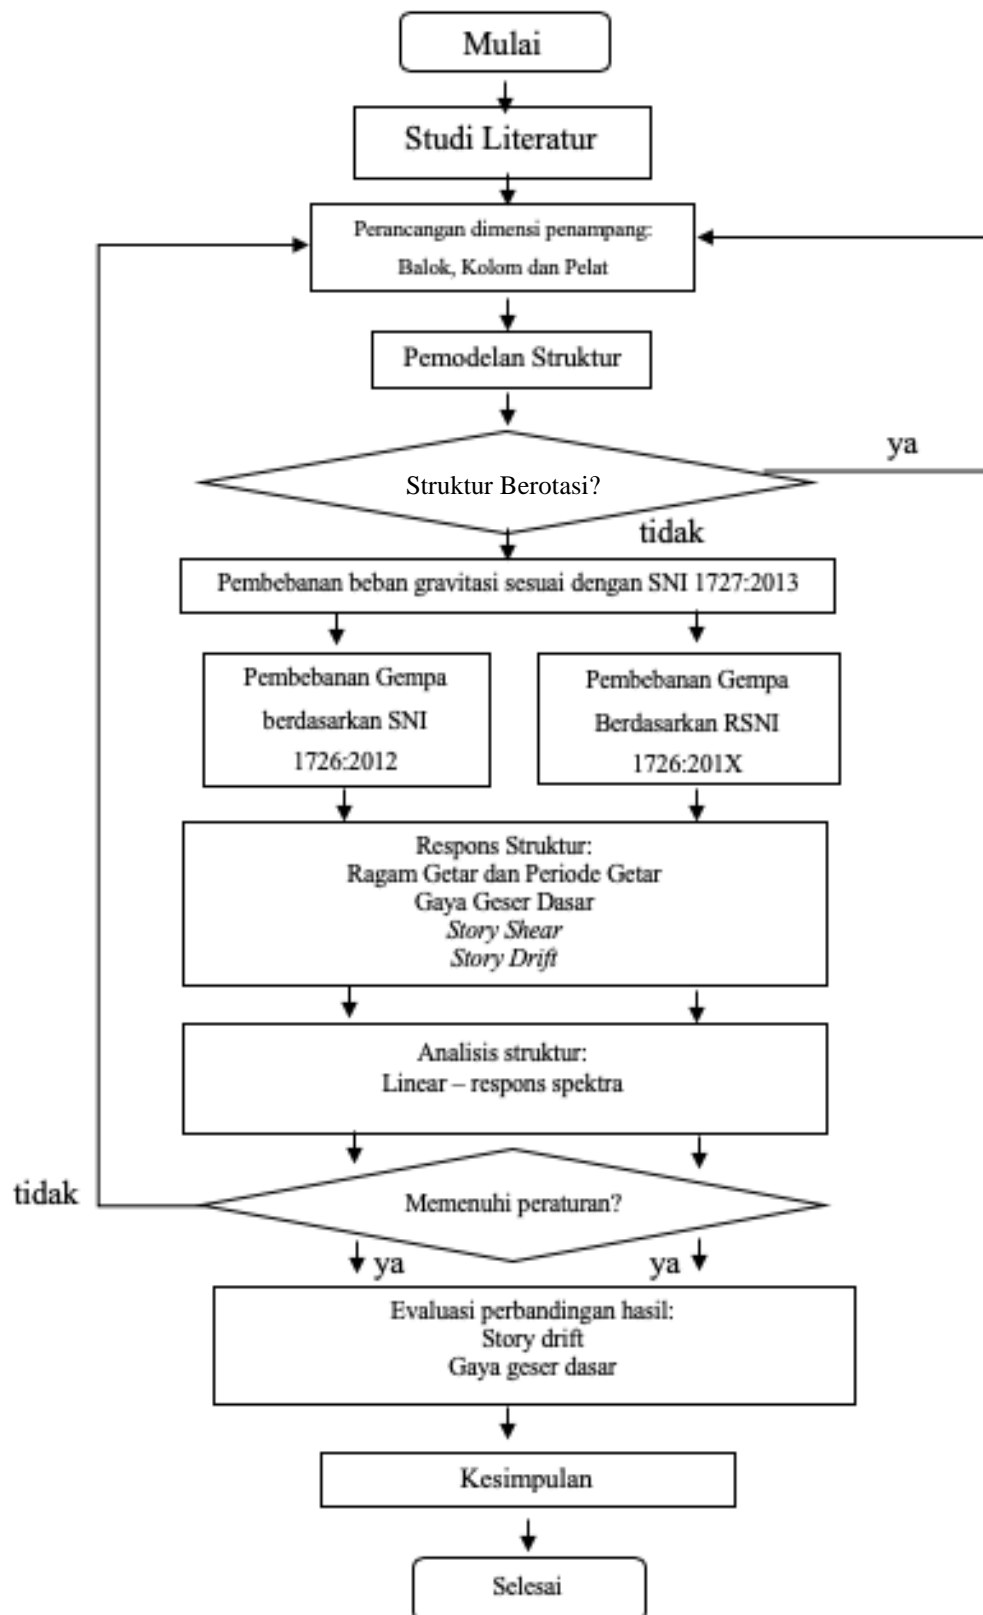 Mulai
Studi Literatur
Perancangan dimensi penampang:
Balok, Kolom dan Pelat
Pemodelan Struktur
ya
Struktur Berotasi?
tidak
Pembebanan beban gravitasi sesuai dengan SNI 1727:2013
Pembebanan Gempa
berdasarkan SNI
1726:2012
Pembebanan Gempa
Berdasarkan RSNI
1726:201X
Respons Struktur:
Ragam Getar dan Periode Getar
Gaya Geser Dasar
Story Shear
Story Drift
Analisis struktur:
Linear – respons spektra
tidak
Memenuhi peraturan?
ya
ya
Evaluasi perbandingan hasil:
Story drift
Gaya geser dasar
Kesimpulan
Selesai